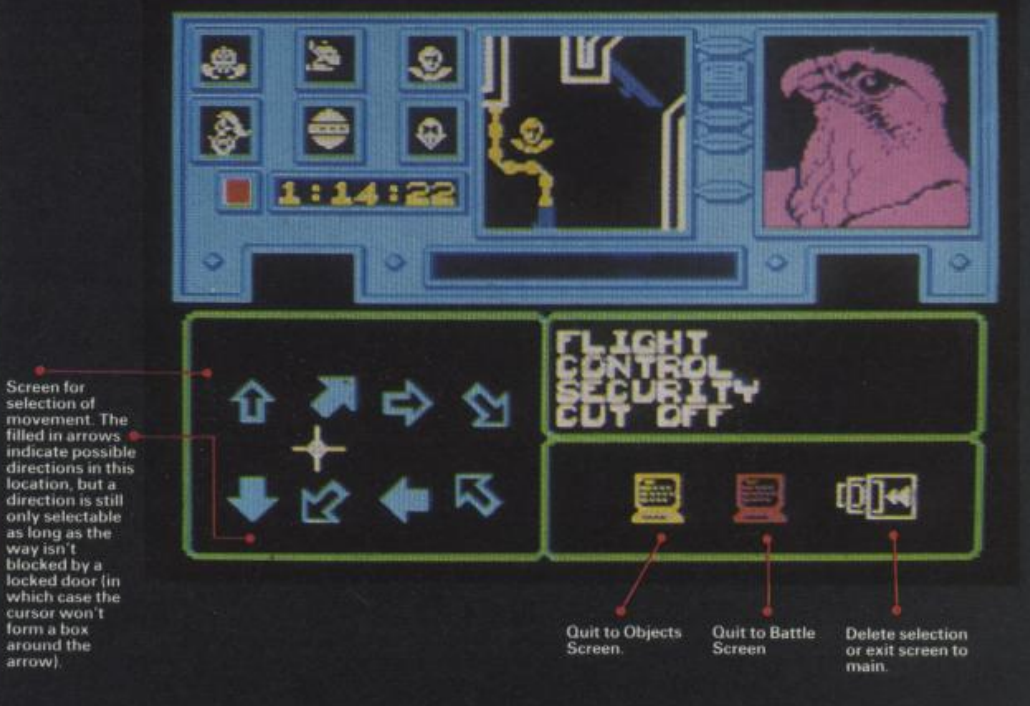 1:14:22
FLIGHT
CONTROL
SECURITY
CUT OFF
Screen for
selection of
movement. The
filled in arrows
indicate possible
directions in this
location, but a
direction is still
only selectable
as long as the
way isn't
blocked by a
locked door (in
which case the
cursor won't
form a box
around the
arrow).
Quit to Objects
Screen.
Quit to Battle
Screen
Delete selection
or exit screen to
main.